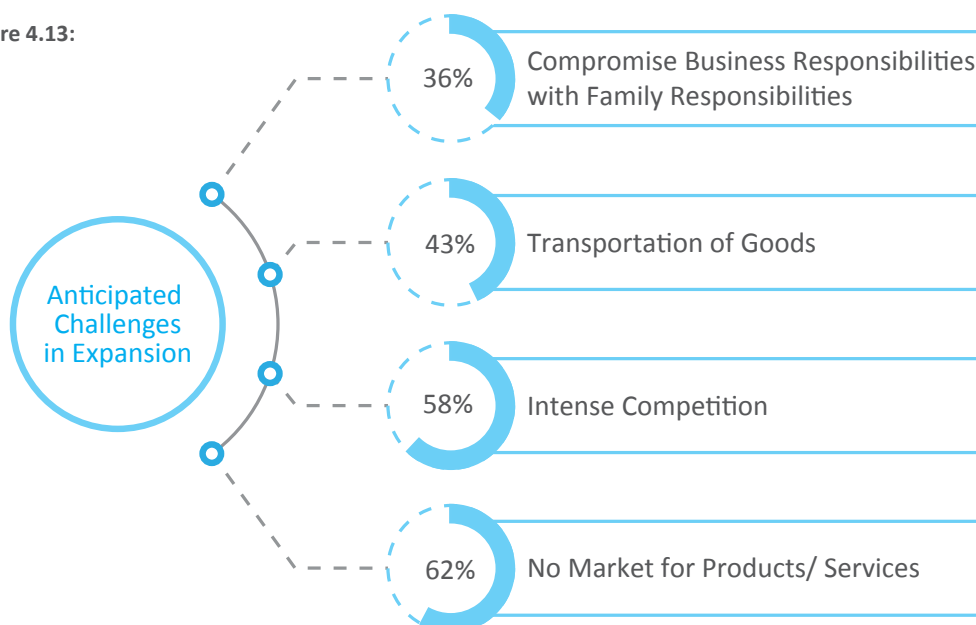 re 4.13:
36%
Compromise Business Responsibilities
with Family Responsibilities
43%
Transportation of Goods
Anticipated
Challenges
in Expansion
58%
Intense Competition
62%
No Market for Products/ Services